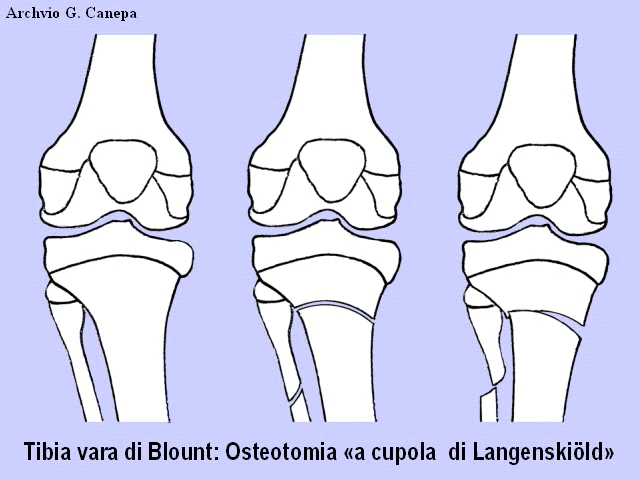 Archvio G. Canepa
Tibia vara di Blount: Osteotomia «a cupola di Langenskiöld»